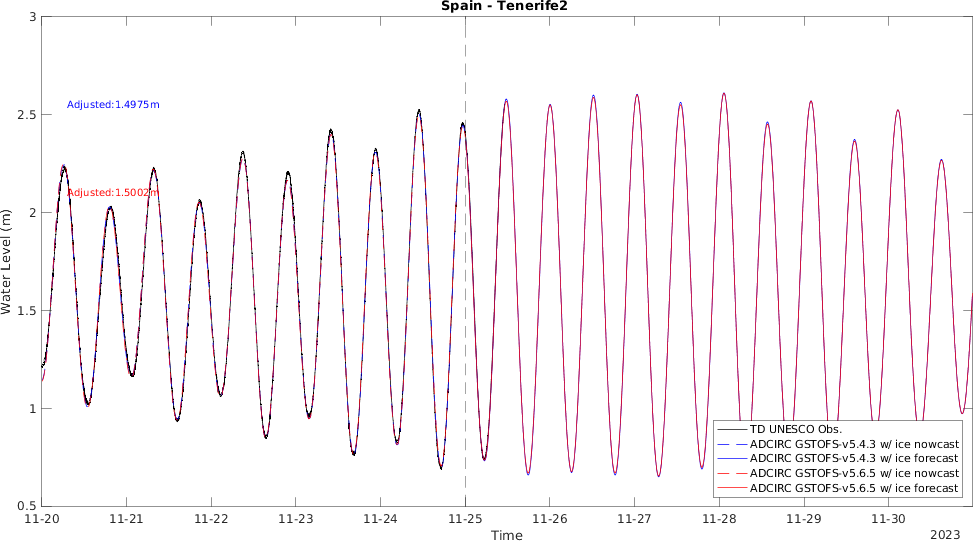 Spain - Tenerife2
3
2.5
2
1.5
1
0.5
Water Level (m)
Adjusted:1.4975m
Adjusted:1.5002m
TD UNESCO Obs.
ADCIRC GSTOFS-v5.4.3 w/ ice nowcast
ADCIRC GSTOFS-v5.4.3 w/ ice forecast
ADCIRC GSTOFS-v5.6.5 w/ ice nowcast
ADCIRC GSTOFS-v5.6.5 w/ ice forecast
11-20 11-21 11-22 11-23 11-24 11-25 11-26 11-27 11-28 11-29 11-30
Time
2023